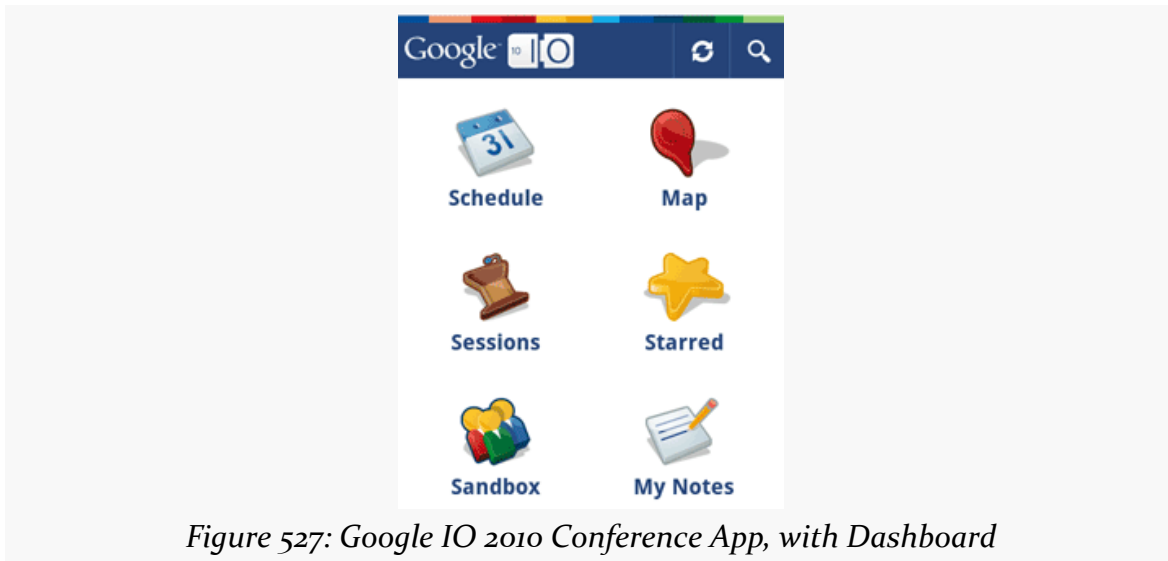 Google 10 IO
31
Schedule Map
Sessions Starred
Sandbox My Notes
Figure 527: Google IO 2010 Conference App, with Dashboard